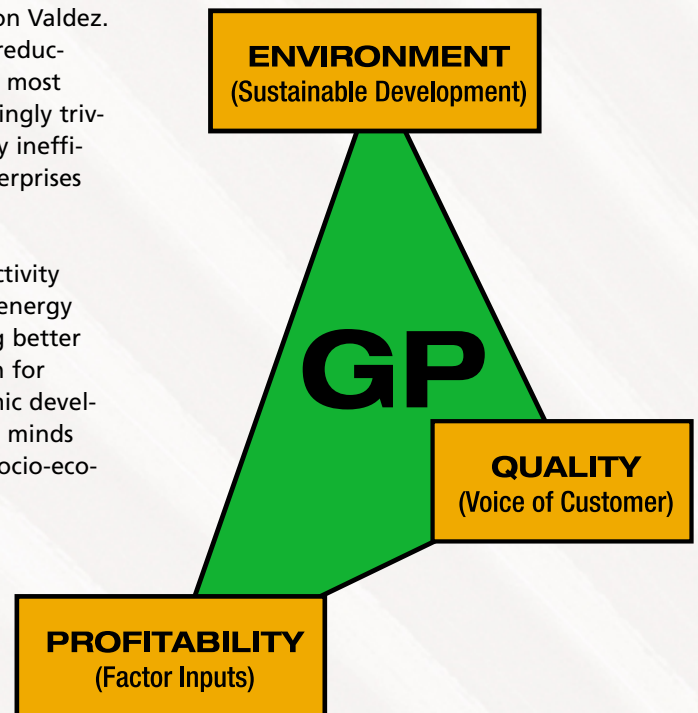 on Valdez.
reduc-
most
ingly triv-
y ineffi-
erprises
ctivity
energy
g better
n for
mic devel-
minds
ocio-eco-
ENVIRONMENT
(Sustainable Development)
GP
QUALITY
(Voice of Customer)
PROFITABILITY
(Factor Inputs)